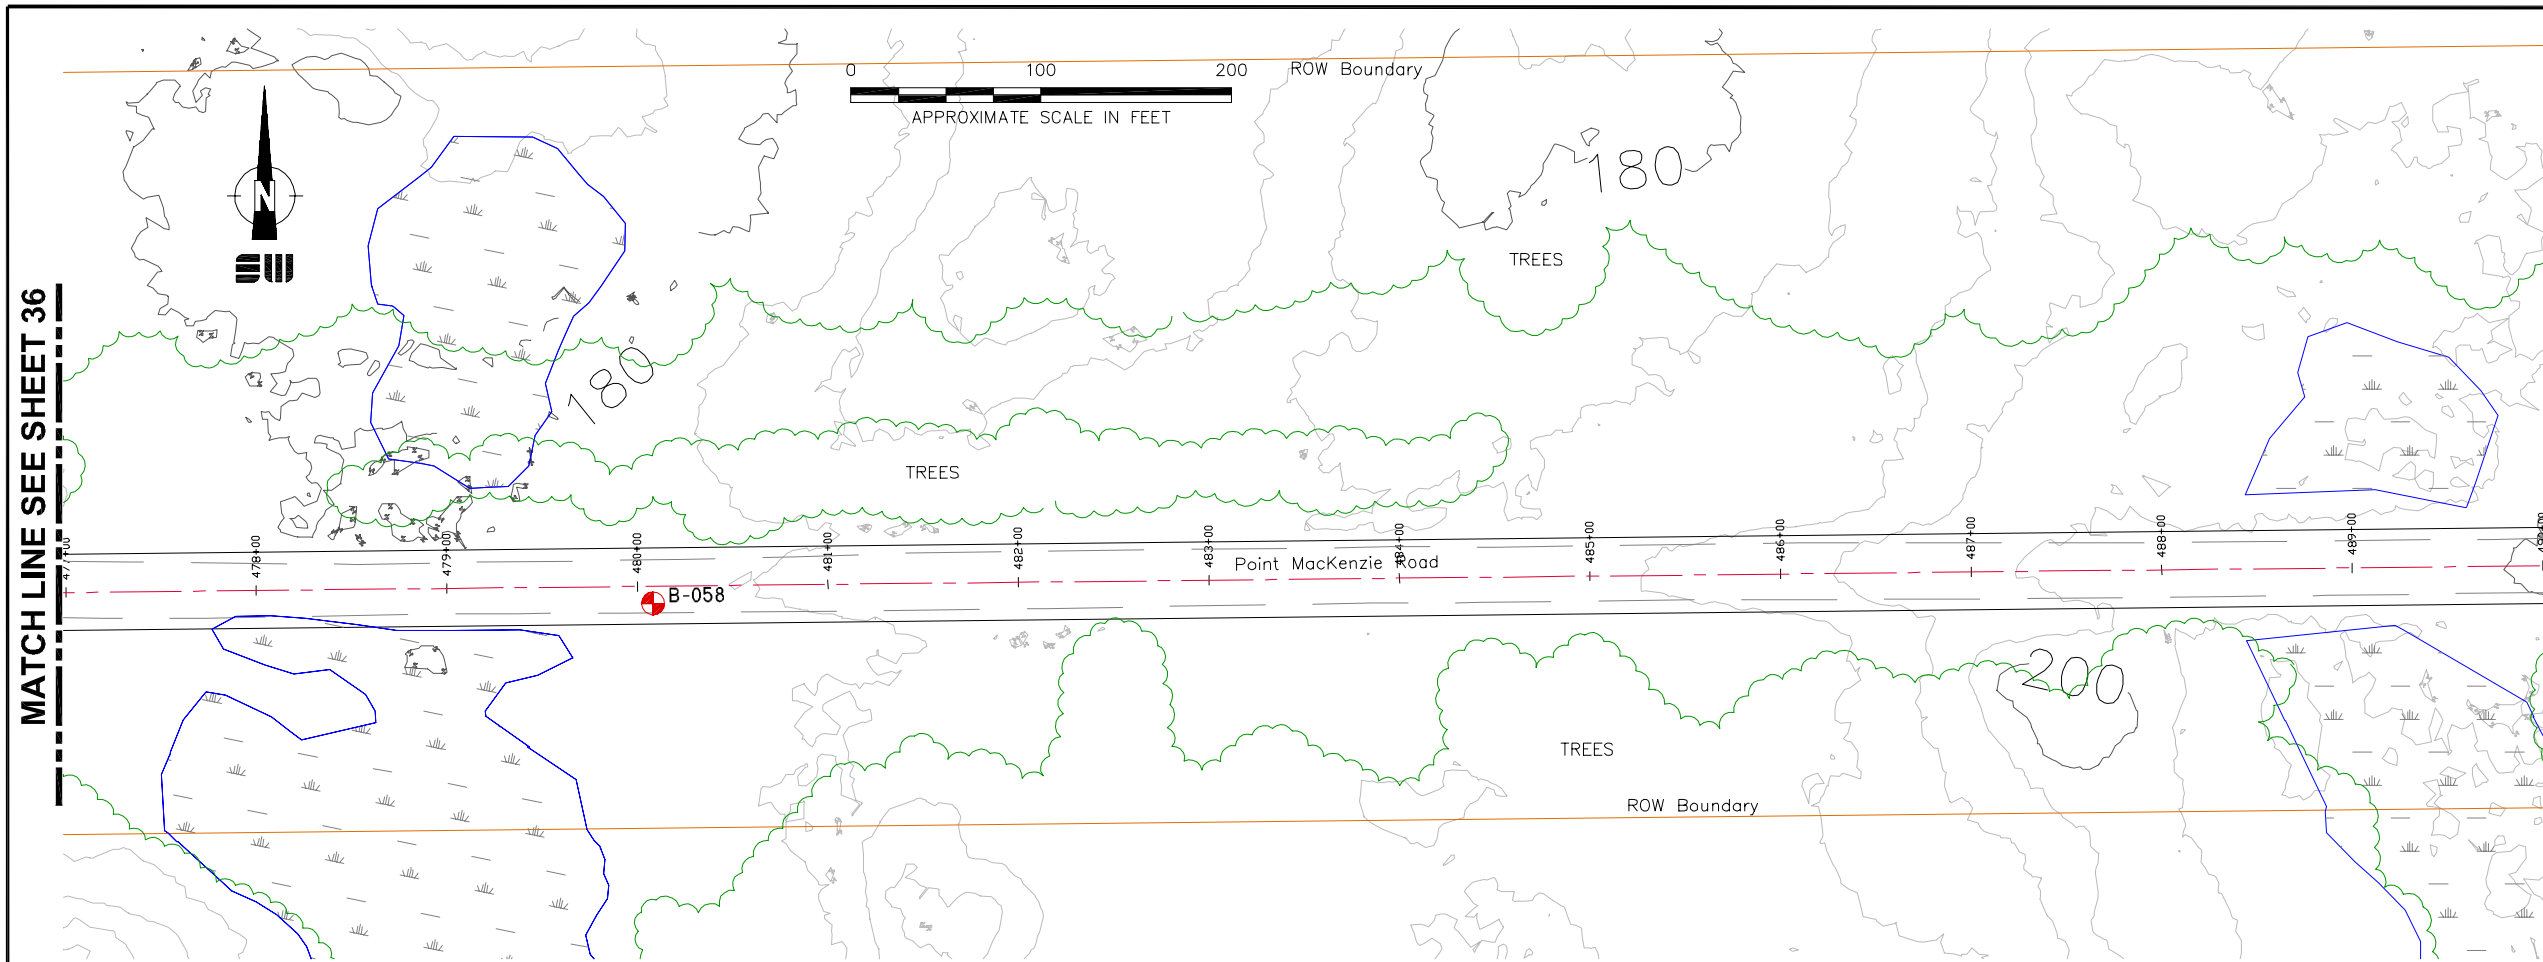 0 100 200
ROW Boundary
APPROXIMATE SCALE IN FEET
180
N
TREES
SW
MATCH LINE SEE SHEET 36
180
TREES
478+00 479+00 480+00 481+00 482+00 483+00 484+00 485+00 486+00 487+00 488+00 489+00
Point MacKenzie Road
B-058
200
TREES
ROW Boundary